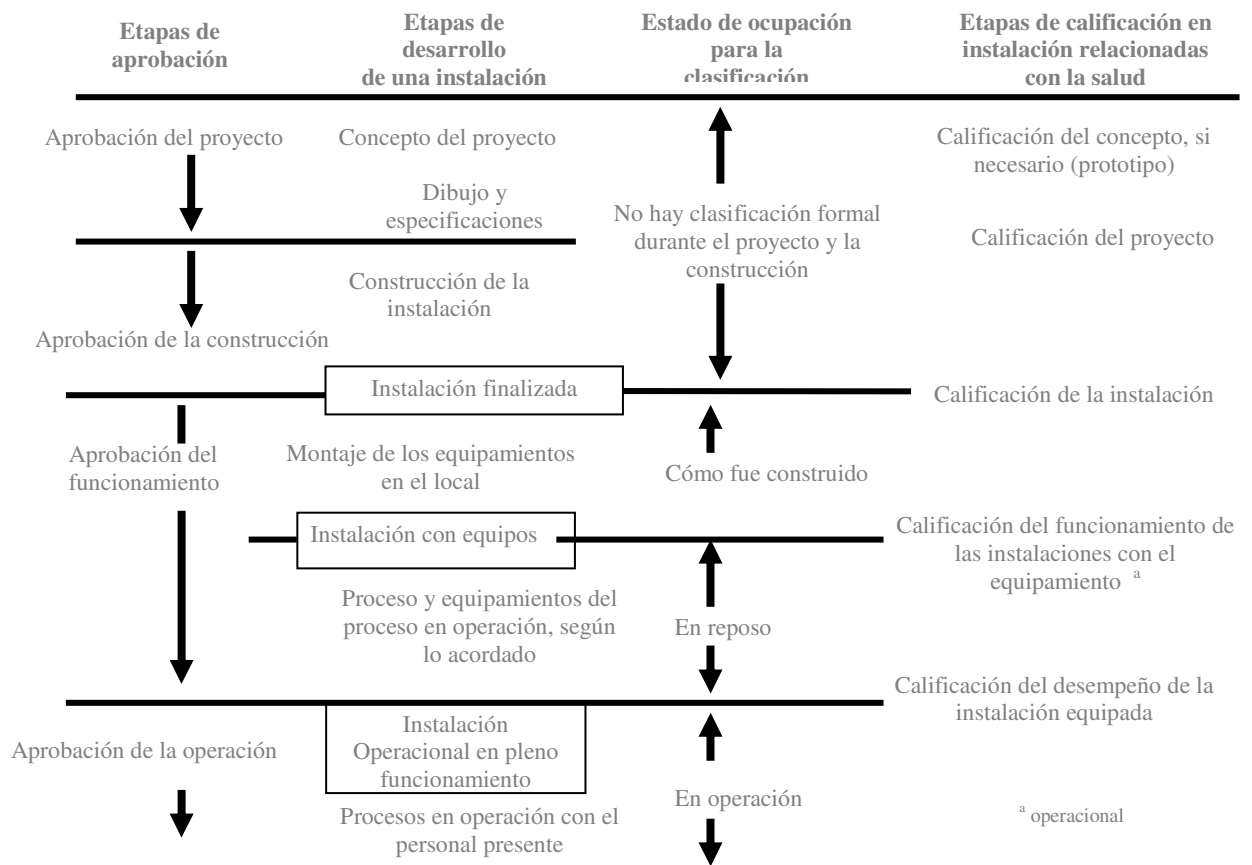 Etapas de
aprobación
Etapas de
desarrollo
de una instalación
Estado de ocupación
para la
clasificación
Etapas de calificación en
instalación relacionadas
con la salud
Aprobación del proyecto
Concepto del proyecto
Calificación del concepto, si
necesario (prototipo)
Dibujo y
especificaciones
No hay clasificación formal
durante el proyecto y la
construcción
Calificación del proyecto
Construcción de la
instalación
Aprobación de la construcción
Instalación finalizada
Calificación de la instalación
Aprobación del
funcionamiento
Montaje de los equipamientos
en el local
Cómo fue construido
Instalación con equipos
Calificación del funcionamiento de
las instalaciones con el
equipamiento a
Proceso y equipamientos del
proceso en operación, según
lo acordado
En reposo
Calificación del desempeño de la
instalación equipada
Aprobación de la operación
Instalación
Operacional en pleno
funcionamiento
En operación
Procesos en operación con el
personal presente
a operacional